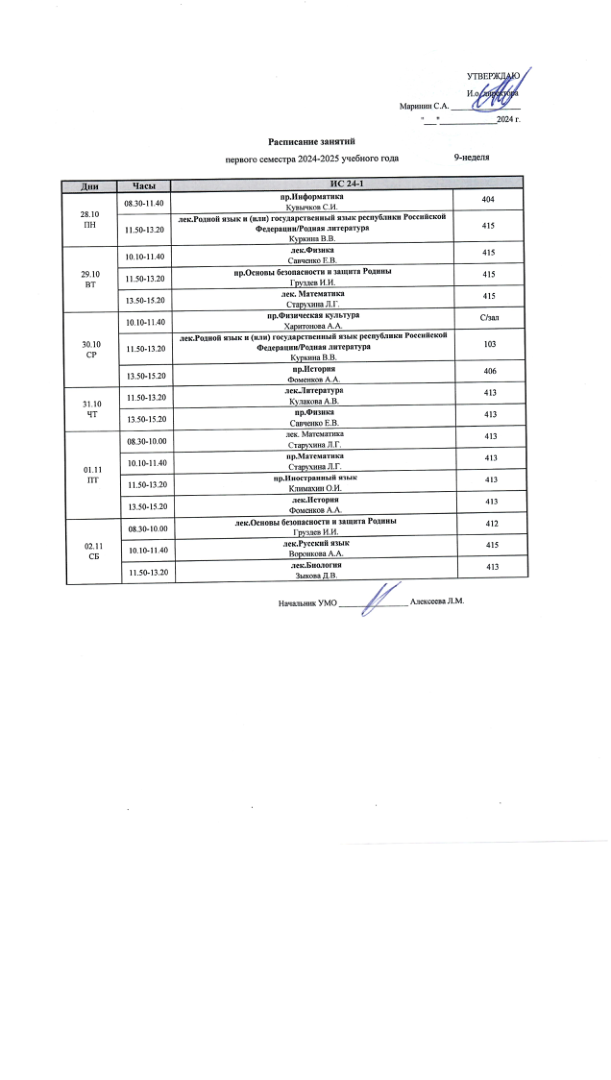 УТВЕРЖДАЮ
И.о. директора
Маринин С.А. ________________
"___"______________2024 г.
Расписание занятий
первого семестра 2024-2025 учебного года 9-неделя
Дни Часы ИС 24-1
28.10
ПН
08.30-11.40
пр.Информатика
Кувычков С.И.
404
11.50-13.20
лек.Родной язык и (или) государственный язык республики Российской
Федерации/Родная литература
Куркина В.В.
415
29.10
ВТ
10.10-11.40
лек.Физика
Савченко Е.В.
415
11.50-13.20
пр.Основы безопасности и защита Родины
Груздев И.И.
415
13.50-15.20
лек. Математика
Старухина Л.Г.
415
30.10
СР
10.10-11.40
пр.Физическая культура
Харитонова А.А.
С/зал
11.50-13.20
лек.Родной язык и (или) государственный язык республики Российской
Федерации/Родная литература
Куркина В.В.
103
13.50-15.20
пр.История
Фоменков А.А.
406
31.10
ЧТ
11.50-13.20
лек.Литература
Кулакова А.В.
413
13.50-15.20
пр.Физика
Савченко Е.В.
413
01.11
ПТ
08.30-10.00
лек. Математика
Старухина Л.Г.
413
10.10-11.40
пр.Математика
Старухина Л.Г.
413
11.50-13.20
пр.Иностранный язык
Климахин О.И.
413
13.50-15.20
лек.История
Фоменков А.А.
413
02.11
СБ
08.30-10.00
лек.Основы безопасности и защита Родины
Груздев И.И.
412
10.10-11.40
лек.Русский язык
Воронкова А.А.
415
11.50-13.20
лек.Биология
Зыкова Д.В.
413
Начальник УМО ________________ Алексеева Л.М.